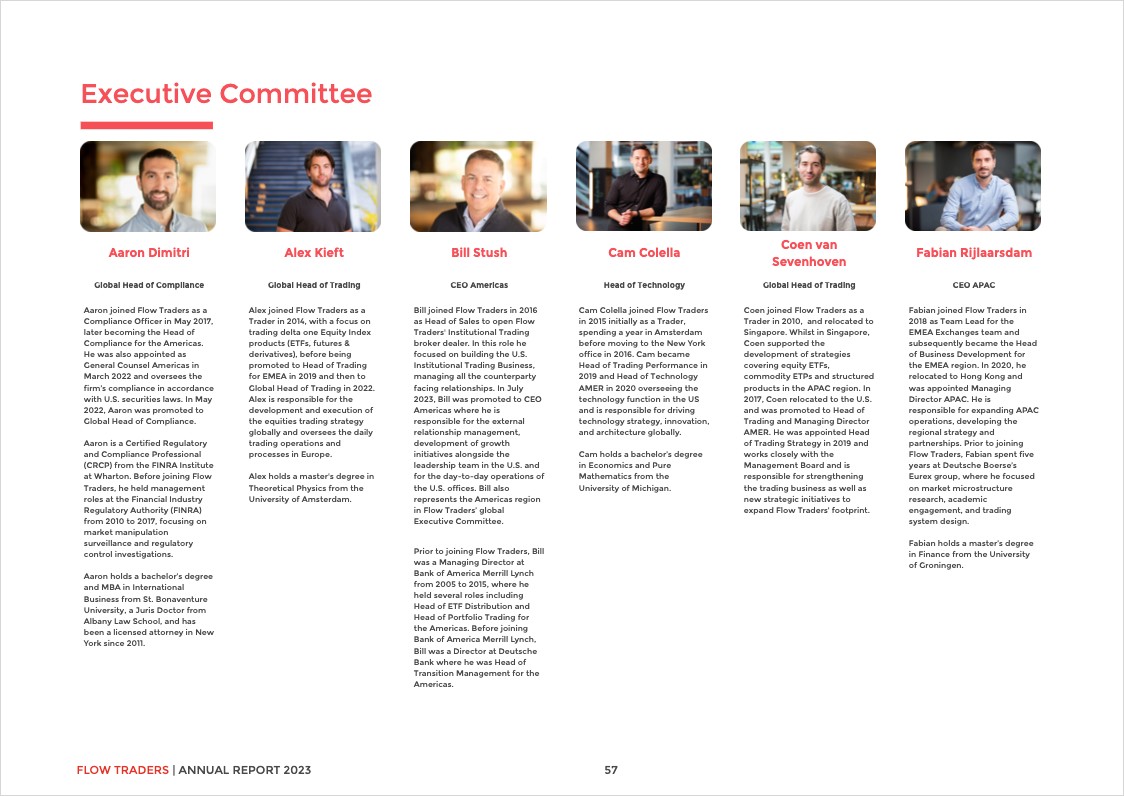 Executive Committee
Aaron Dimitri
Global Head of Compliance
Aaron joined Flow Traders as a
Compliance Officer in May 2017,
later becoming the Head of
Compliance for the Americas.
He was also appointed as
General Counsel Americas in
March 2022 and oversees the
firm's compliance in accordance
with U.S. securities laws. In May
2022, Aaron was promoted to
Global Head of Compliance.
Aaron is a Certified Regulatory
and Compliance Professional
(CRCP) from the FINRA Institute
at Wharton. Before joining Flow
Traders, he held management
roles at the Financial Industry
Regulatory Authority (FINRA)
from 2010 to 2017, focusing on
market manipulation
surveillance and regulatory
control investigations.
Aaron holds a bachelor's degree
and MBA in International
Business from St. Bonaventure
University, a Juris Doctor from
Albany Law School, and has
been a licensed attorney in New
York since 2011.
Alex Kieft
Global Head of Trading
Alex joined Flow Traders as a
Trader in 2014, with a focus on
trading delta one Equity Index
products (ETFs, futures &
derivatives), before being
promoted to Head of Trading
for EMEA in 2019 and then to
Global Head of Trading in 2022.
Alex is responsible for the
development and execution of
the equities trading strategy
globally and oversees the daily
trading operations and
processes in Europe.
Alex holds a master's degree in
Theoretical Physics from the
University of Amsterdam.
Bill Stush
CEO Americas
Bill joined Flow Traders in 2016
as Head of Sales to open Flow
Traders' Institutional Trading
broker dealer. In this role he
focused on building the U.S.
Institutional Trading Business,
managing all the counterparty
facing relationships. In July
2023, Bill was promoted to CEO
Americas where he is
responsible for the external
relationship management,
development of growth
initiatives alongside the
leadership team in the U.S. and
for the day-to-day operations of
the U.S. offices. Bill also
represents the Americas region
in Flow Traders' global
Executive Committee.
Prior to joining Flow Traders, Bill
was a Managing Director at
Bank of America Merrill Lynch
from 2005 to 2015, where he
held several roles including
Head of ETF Distribution and
Head of Portfolio Trading for
the Americas. Before joining
Bank of America Merrill Lynch,
Bill was a Director at Deutsche
Bank where he was Head of
Transition Management for the
Americas.
Cam Colella
Head of Technology
Cam Colella joined Flow Traders
in 2015 initially as a Trader,
spending a year in Amsterdam
before moving to the New York
office in 2016. Cam became
Head of Trading Performance in
2019 and Head of Technology
AMER in 2020 overseeing the
technology function in the US
and is responsible for driving
technology strategy, innovation,
and architecture globally.
Cam holds a bachelor's degree
in Economics and Pure
Mathematics from the
University of Michigan.
Coen van
Sevenhoven
Global Head of Trading
Coen joined Flow Traders as a
Trader in 2010, and relocated to
Singapore. Whilst in Singapore,
Coen supported the
development of strategies
covering equity ETFs,
commodity ETPs and structured
products in the APAC region. In
2017, Coen relocated to the U.S.
and was promoted to Head of
Trading and Managing Director
AMER. He was appointed Head
of Trading Strategy in 2019 and
works closely with the
Management Board and is
responsible for strengthening
the trading business as well as
new strategic initiatives to
expand Flow Traders' footprint.
Fabian Rijlaarsdam
CEO APAC
Fabian joined Flow Traders in
2018 as Team Lead for the
EMEA Exchanges team and
subsequently became the Head
of Business Development for
the EMEA region. In 2020, he
relocated to Hong Kong and
was appointed Managing
Director APAC. He is
responsible for expanding APAC
operations, developing the
regional strategy and
partnerships. Prior to joining
Flow Traders, Fabian spent five
years at Deutsche Boerse's
Eurex group, where he focused
on market microstructure
research, academic
engagement, and trading
system design.
Fabian holds a master's degree
in Finance from the University
of Groningen.
FLOW TRADERS | ANNUAL REPORT 2023
57